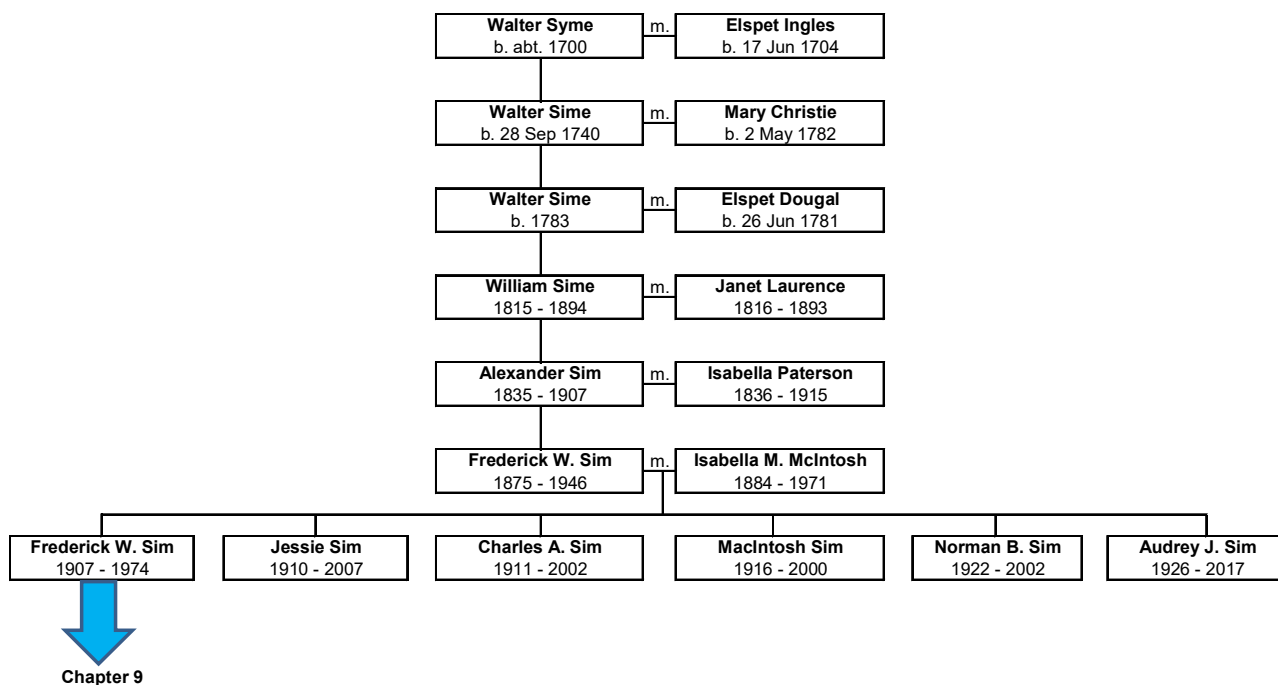 Walter Syme
b. abt. 1700
m.
Elspet Ingles
b. 17 Jun 1704
Walter Sime
b. 28 Sep 1740
m.
Mary Christie
b. 2 May 1782
Walter Sime
b. 1783
m.
Elspet Dougal
b. 26 Jun 1781
William Sime
1815 - 1894
m.
Janet Laurence
1816 - 1893
Alexander Sim
1835 - 1907
m.
Isabella Paterson
1836 - 1915
Frederick W. Sim
1875 - 1946
m.
Isabella M. McIntosh
1884 - 1971
Frederick W. Sim
1907 - 1974
Jessie Sim
1910 - 2007
Charles A. Sim
1911 - 2002
MacIntosh Sim
1916 - 2000
Norman B. Sim
1922 - 2002
Audrey J. Sim
1926 - 2017
Chapter 9